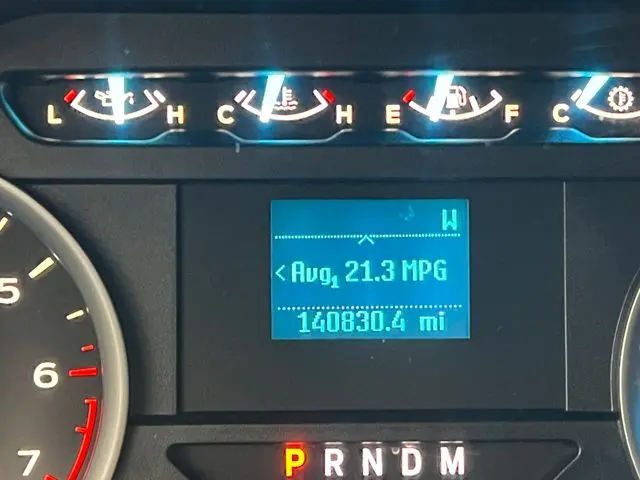 L H C H E F C
W
<Avg1 21.3 MPG
140830.4 mi
5
6
7
P R N D M